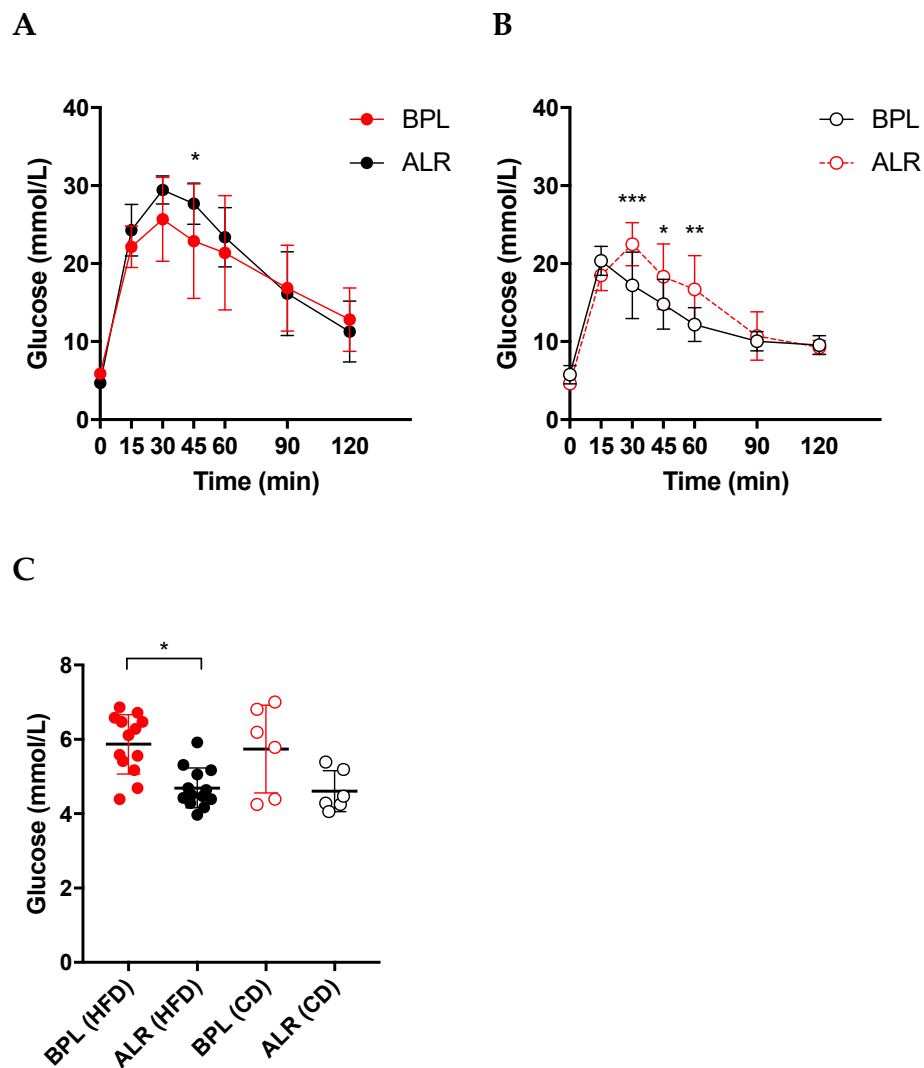 A
B
40
30
20
10
0
Glucose (mmol/L)
*
BPL
ALR
0 15 30 45 60 90 120
Time (min)
40
30
20
10
0
Glucose (mmol/L)
***
*
**
BPL
ALR
0 15 30 45 60 90 120
Time (min)
C
8
6
4
2
0
Glucose (mmol/L)
*
BPL (HFD)
ALR (HFD)
BPL (CD)
ALR (CD)